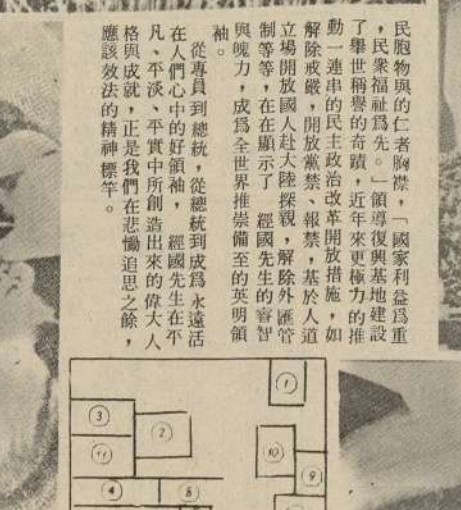 民胞物與的仁者胸襟，「國家利益爲重
，民衆福祉爲先。」領導復興基地建設
了舉世稱譽的奇蹟，近年來更極力的推
動一連串的民主政治改革開放措施，如
解除戒嚴，開放黨禁、報禁，基於人道
立場開放國人赴大陸探親，解除外匯管
制等等，在在顯示了　經國先生的睿智
與魄力，成爲全世界推崇備至的英明領
袖。
從專員到總統，從總統到成爲永遠活
在人們心中的好領袖，　經國先生在平
凡、平淡、平實中所創造出來的偉大人
格與成就，正是我們在悲慟追思之餘，
應該效法的精神標竿。
1
3
2
11
10
9
4
8